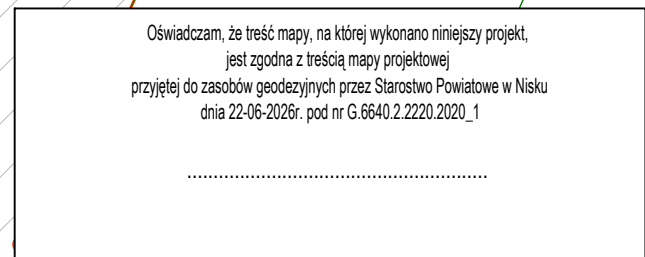 Oświadczam, że treść mapy, na której wykonano niniejszy projekt,
jest zgodna z treścią mapy projektowej
przyjętej do zasobów geodezyjnych przez Starostwo Powiatowe w Nisku
dnia 22-06-2026r. pod nr G.6640.2.2220.2020_1
.........................................................